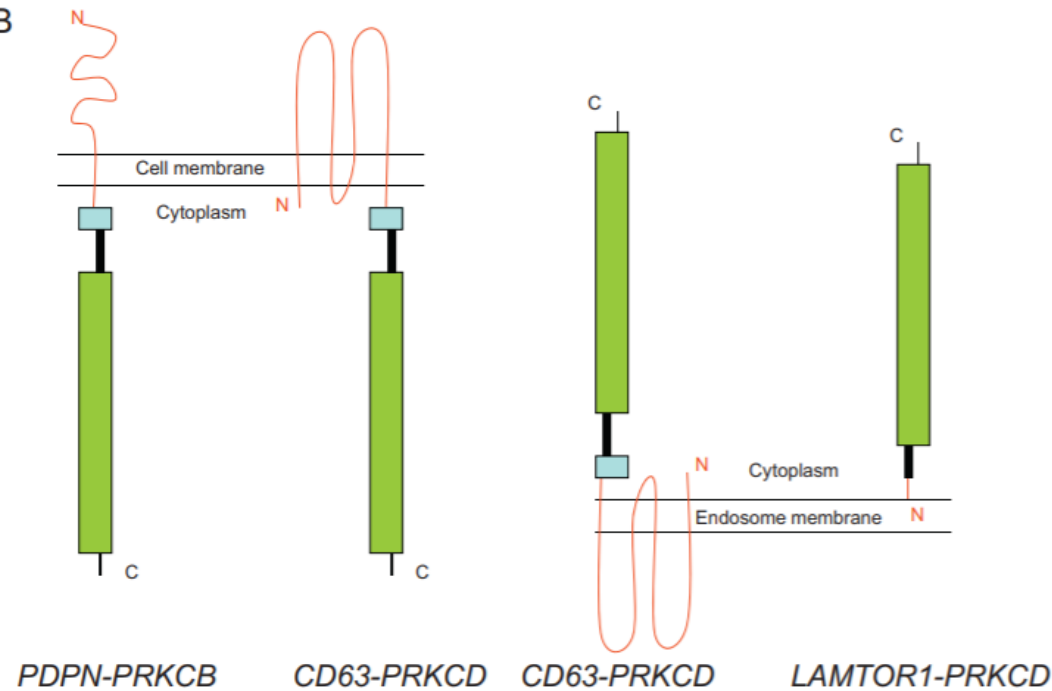 B
N
Cell membrane
Cytoplasm
N
C
C
C
C
N
Cytoplasm
Endosome membrane
N
PDPN-PRKCB
CD63-PRKCD
CD63-PRKCD
LAMTOR1-PRKCD